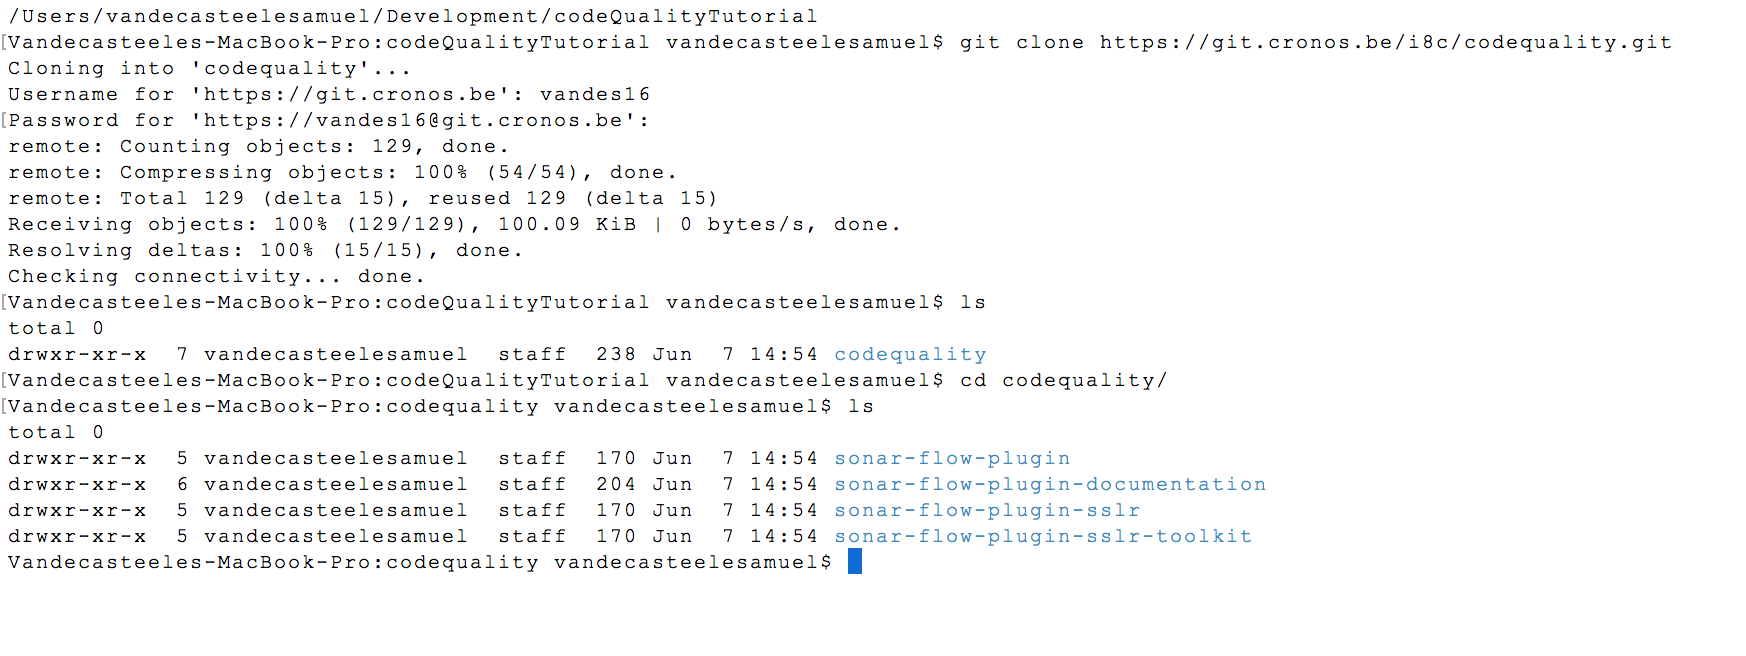 /Users/vandecasteelesamuel/Development/codeQualityTutorial
[Vandecasteeles-MacBook-Pro:codeQualityTutorial vandecasteelesamuel$ git clone https://git.cronos.be/i8c/codequality.git
Cloning into 'codequality'...
Username for 'https://git.cronos.be': vandes16
[Password for 'https://vandes16@git.cronos.be':
remote: Counting objects: 129, done.
remote: Compressing objects: 100% (54/54), done.
remote: Total 129 (delta 15), reused 129 (delta 15)
Receiving objects: 100% (129/129), 100.09 KiB | 0 bytes/s, done.
Resolving deltas: 100% (15/15), done.
Checking connectivity... done.
[Vandecasteeles-MacBook-Pro:codeQualityTutorial vandecasteelesamuel$ ls
total 0
drwxr-xr-x  7 vandecasteelesamuel  staff  238 Jun  7 14:54 codequality
[Vandecasteeles-MacBook-Pro:codeQualityTutorial vandecasteelesamuel$ cd codequality/
[Vandecasteeles-MacBook-Pro:codequality vandecasteelesamuel$ ls
total 0
drwxr-xr-x  5 vandecasteelesamuel  staff  170 Jun  7 14:54 sonar-flow-plugin
drwxr-xr-x  6 vandecasteelesamuel  staff  204 Jun  7 14:54 sonar-flow-plugin-documentation
drwxr-xr-x  5 vandecasteelesamuel  staff  170 Jun  7 14:54 sonar-flow-plugin-sslr
drwxr-xr-x  5 vandecasteelesamuel  staff  170 Jun  7 14:54 sonar-flow-plugin-sslr-toolkit
Vandecasteeles-MacBook-Pro:codequality vandecasteelesamuel$